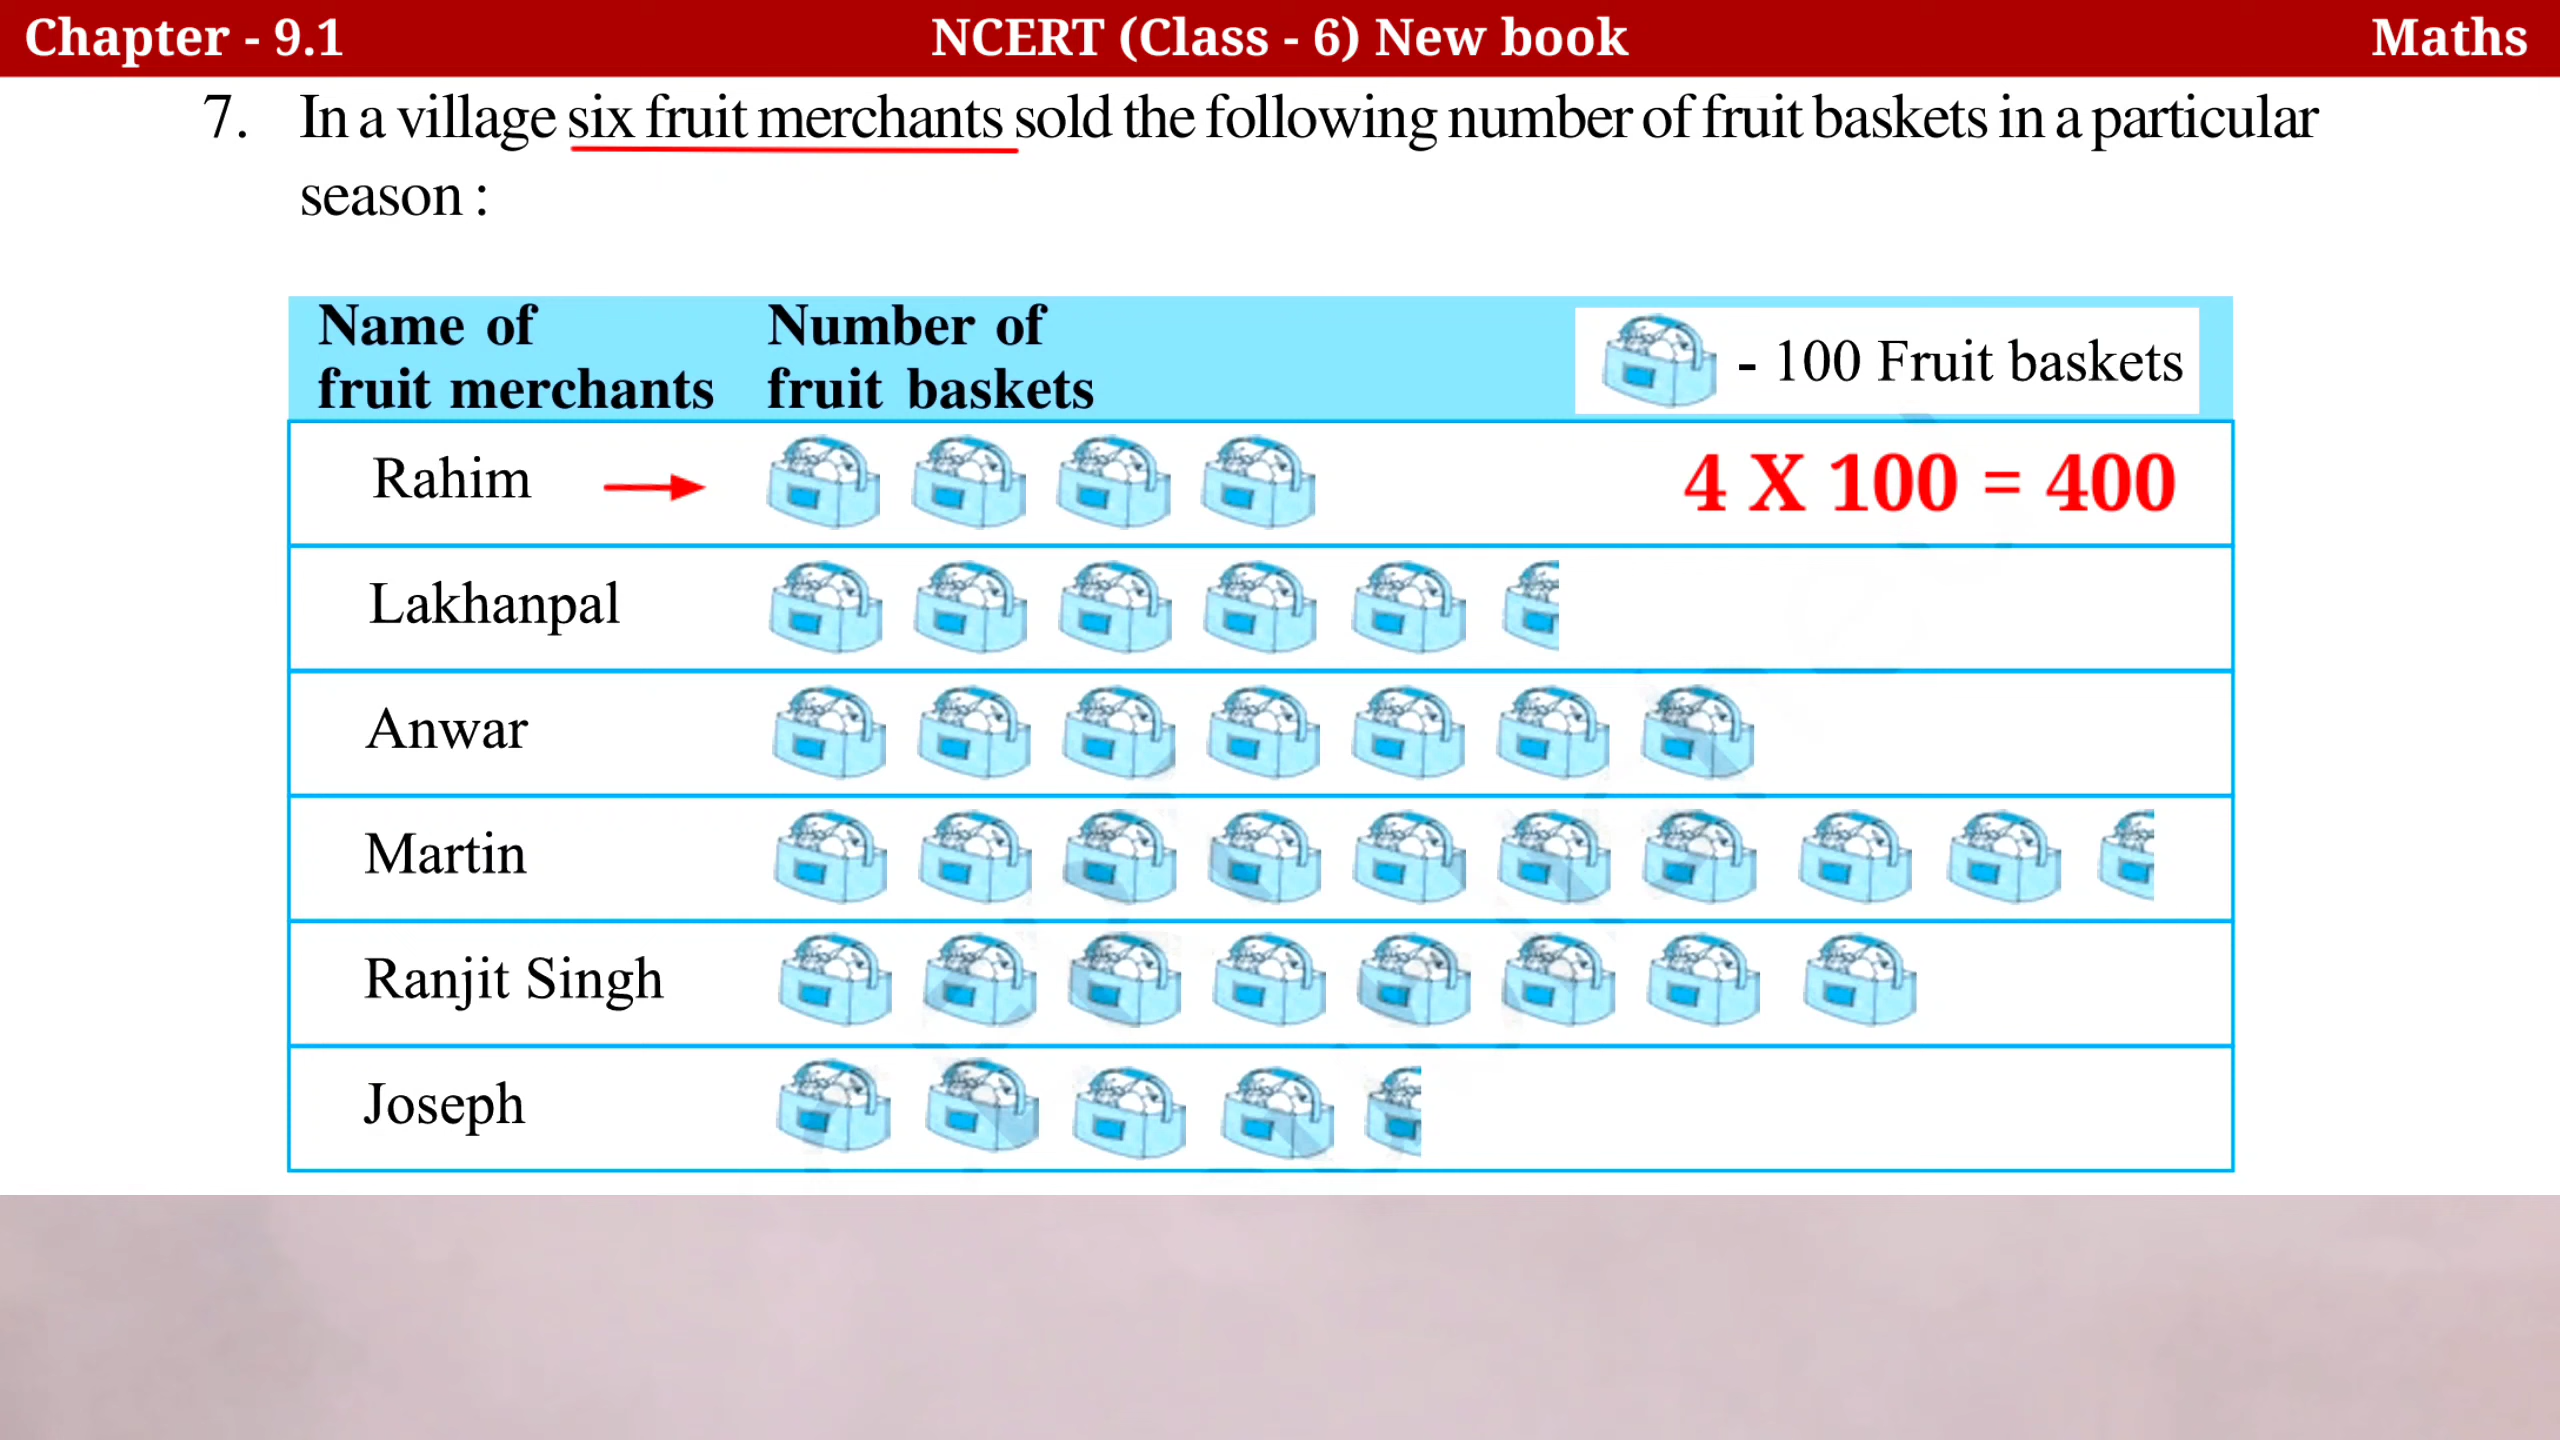 Chapter - 9.1 NCERT (Class - 6) New book Maths
7. In a village six fruit merchants sold the following number of fruit baskets in a particular
season :
Name of
fruit merchants
Number of
fruit baskets
- 100 Fruit baskets
Rahim 4 X 100 = 400
Lakhanpal
Anwar
Martin
Ranjit Singh
Joseph